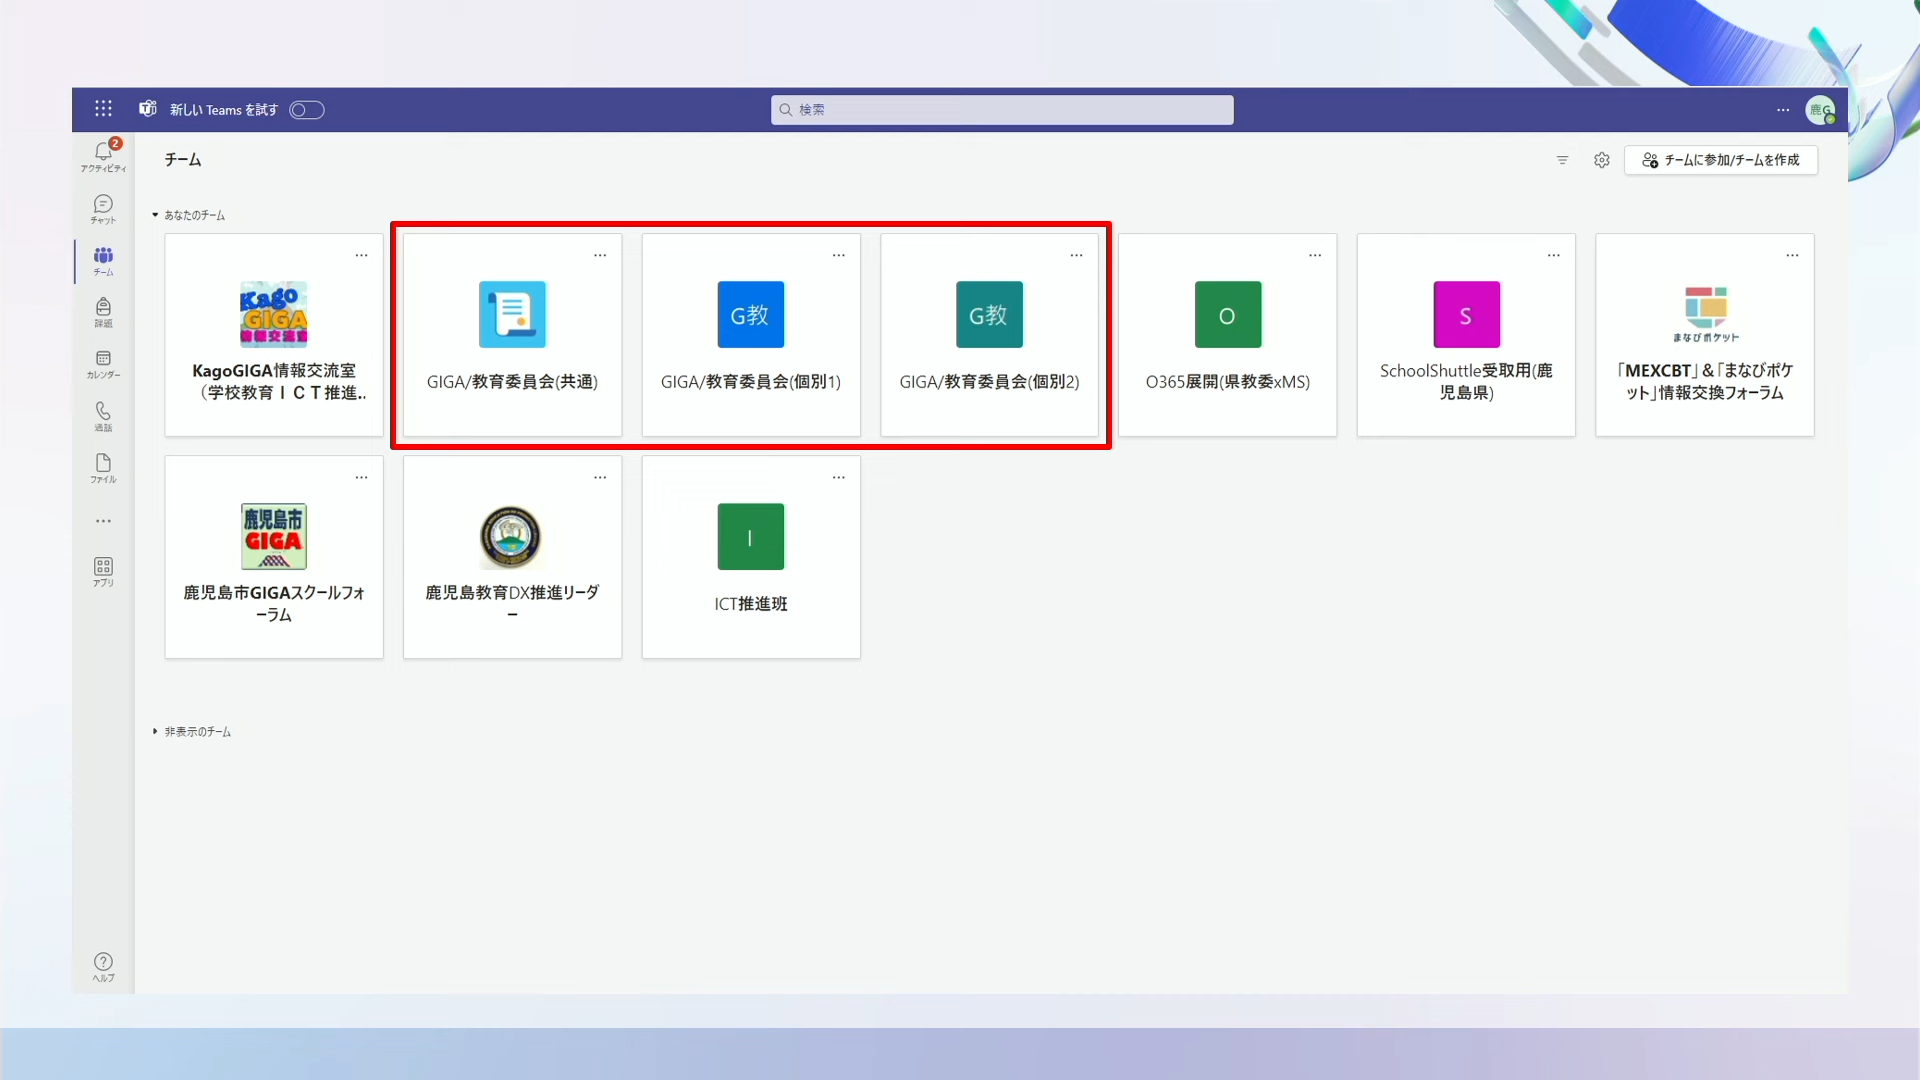 新しい Teams を試す
検索
鹿G
2
アクティビティ
チャット
チーム
課題
カレンダー
通話
ファイル
アプリ
ヘルプ
チーム
チームに参加/チームを作成
あなたのチーム
Kago
GIGA
情報交流室
KagoGIGA情報交流室
（学校教育ＩＣＴ推進..
GIGA/教育委員会(共通)
G教
GIGA/教育委員会(個別1)
G教
GIGA/教育委員会(個別2)
O
O365展開(県教委xMS)
S
SchoolShuttle受取用(鹿
児島県)
まなびポケット
「MEXCBT」＆「まなびポケ
ット」情報交換フォーラム
鹿児島市
GIGA
鹿児島市GIGAスクールフォ
ーラム
鹿児島教育DX推進リーダ
ー
I
ICT推進班
非表示のチーム